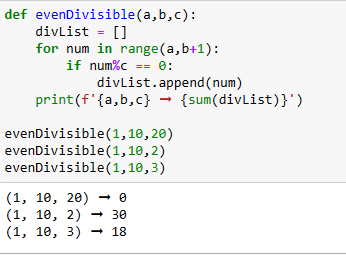 def evenDivisible(a,b,c):
    divList = []
    for num in range(a,b+1):
        if num%c == 0:
            divList.append(num)
    print(f'{a,b,c} → {sum(divList)}')

evenDivisible(1,10,20)
evenDivisible(1,10,2)
evenDivisible(1,10,3)
(1, 10, 20) → 0
(1, 10, 2) → 30
(1, 10, 3) → 18